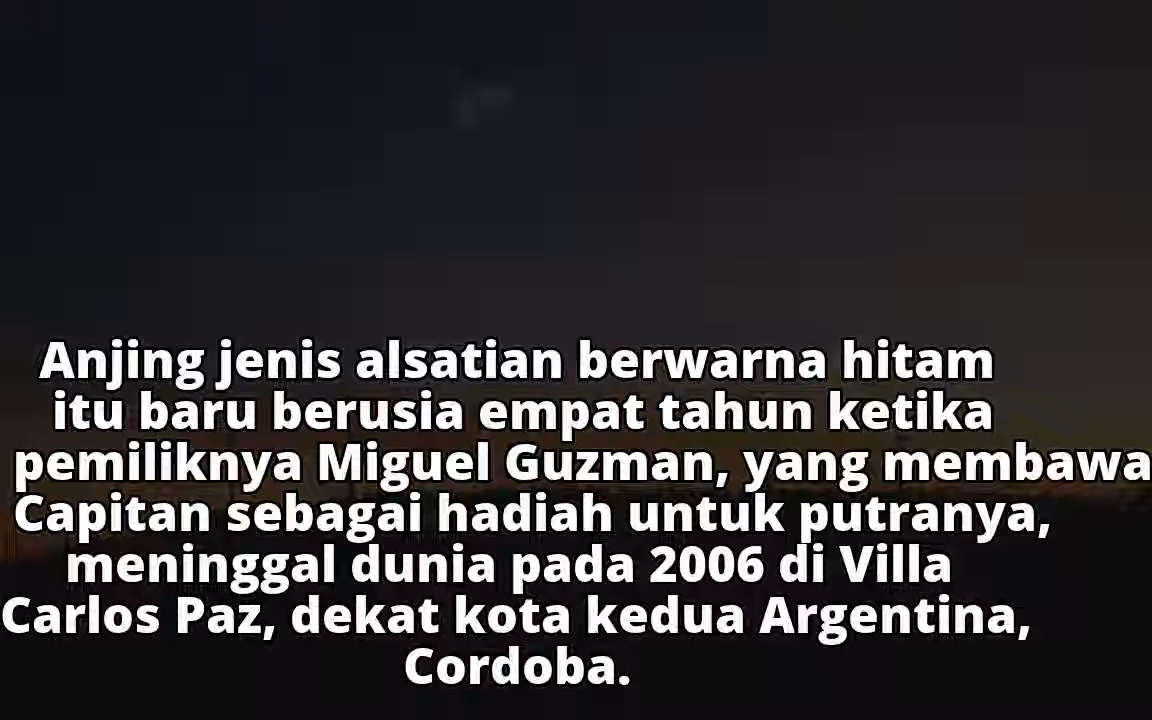 Anjing jenis alsatian berwarna hitam
itu baru berusia empat tahun ketika
pemiliknya Miguel Guzman, yang membawa
Capitan sebagai hadiah untuk putranya,
meninggal dunia pada 2006 di Villa
Carlos Paz, dekat kota kedua Argentina,
Cordoba.